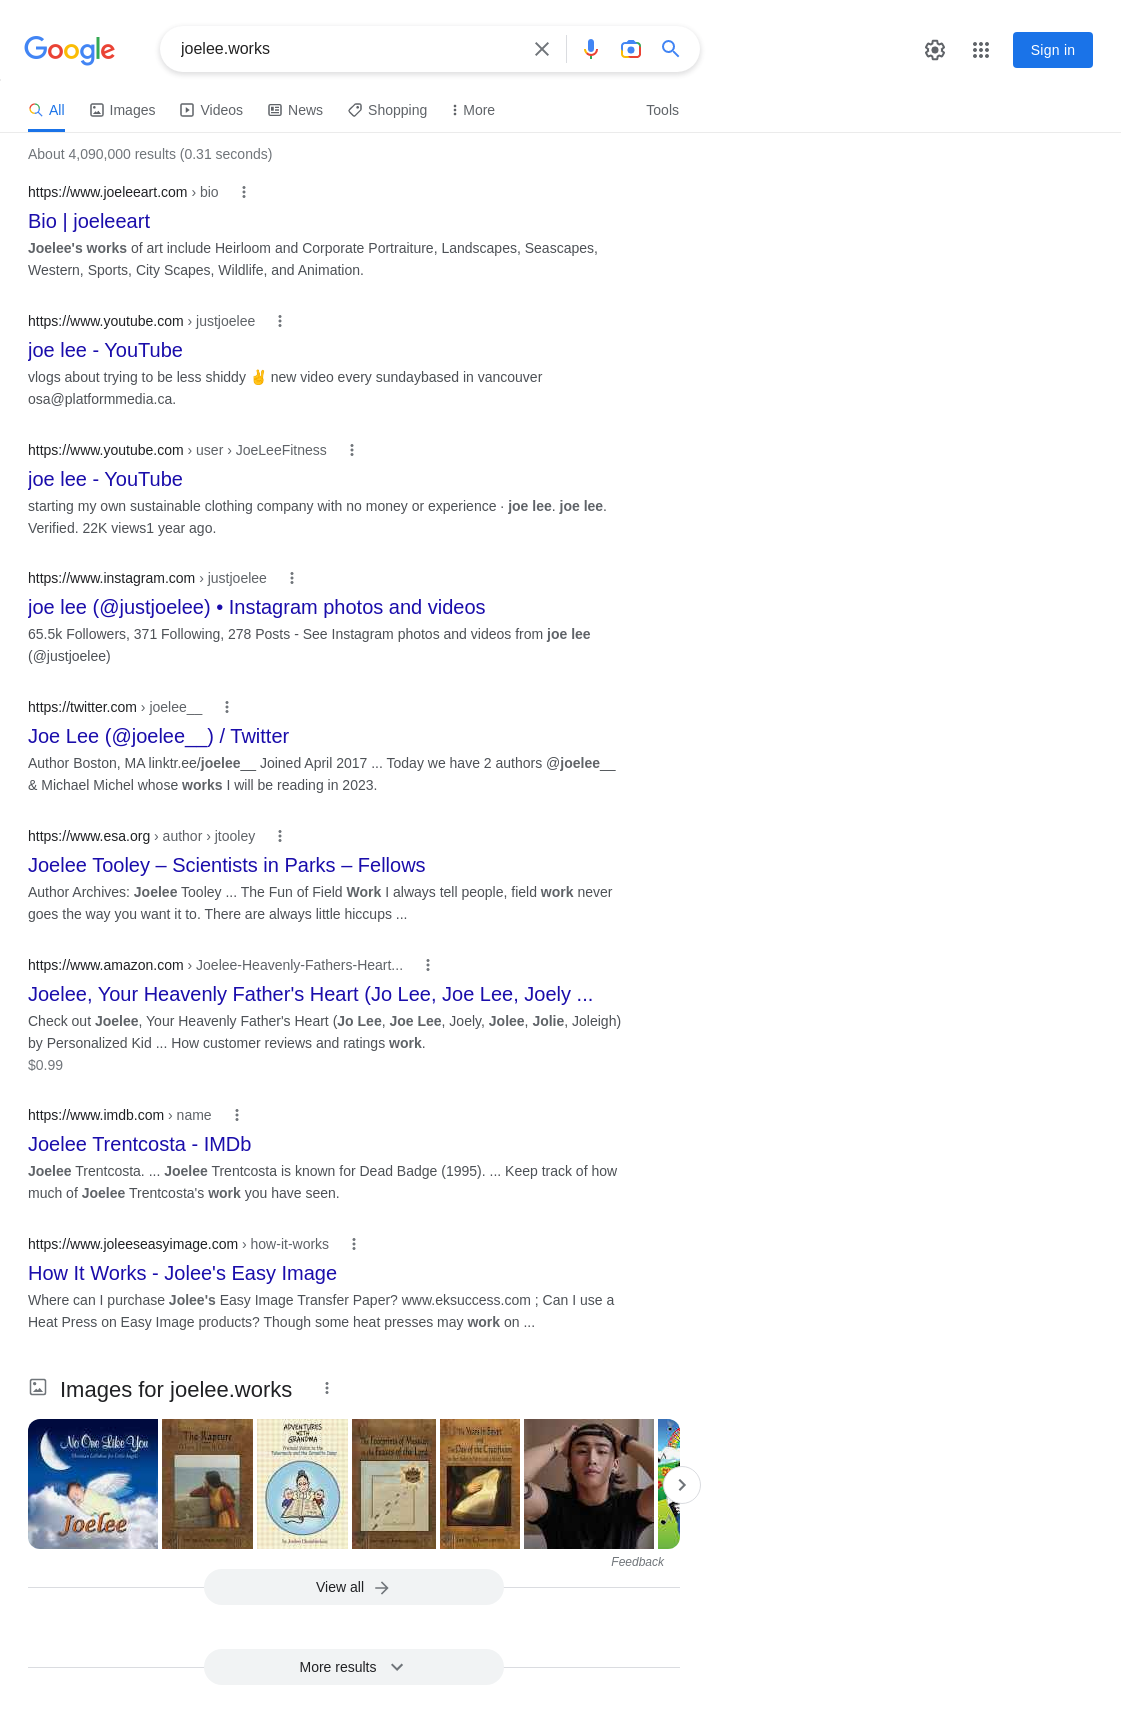 Google
joelee.works
Sign in
All
Images
Videos
News
Shopping
More
Tools
About 4,090,000 results (0.31 seconds)
https://www.joeleeart.com › bio
Bio | joeleeart
Joelee's works of art include Heirloom and Corporate Portraiture, Landscapes, Seascapes,
Western, Sports, City Scapes, Wildlife, and Animation.
https://www.youtube.com › justjoelee
joe lee - YouTube
vlogs about trying to be less shiddy ✌️ new video every sundaybased in vancouver
osa@platformmedia.ca.
https://www.youtube.com › user › JoeLeeFitness
joe lee - YouTube
starting my own sustainable clothing company with no money or experience · joe lee. joe lee.
Verified. 22K views1 year ago.
https://www.instagram.com › justjoelee
joe lee (@justjoelee) • Instagram photos and videos
65.5k Followers, 371 Following, 278 Posts - See Instagram photos and videos from joe lee
(@justjoelee)
https://twitter.com › joelee__
Joe Lee (@joelee__) / Twitter
Author Boston, MA linktr.ee/joelee__ Joined April 2017 ... Today we have 2 authors @joelee__
& Michael Michel whose works I will be reading in 2023.
https://www.esa.org › author › jtooley
Joelee Tooley – Scientists in Parks – Fellows
Author Archives: Joelee Tooley ... The Fun of Field Work I always tell people, field work never
goes the way you want it to. There are always little hiccups ...
https://www.amazon.com › Joelee-Heavenly-Fathers-Heart...
Joelee, Your Heavenly Father's Heart (Jo Lee, Joe Lee, Joely ...
Check out Joelee, Your Heavenly Father's Heart (Jo Lee, Joe Lee, Joely, Jolee, Jolie, Joleigh)
by Personalized Kid ... How customer reviews and ratings work.
$0.99
https://www.imdb.com › name
Joelee Trentcosta - IMDb
Joelee Trentcosta. ... Joelee Trentcosta is known for Dead Badge (1995). ... Keep track of how
much of Joelee Trentcosta's work you have seen.
https://www.joleeseasyimage.com › how-it-works
How It Works - Jolee's Easy Image
Where can I purchase Jolee's Easy Image Transfer Paper? www.eksuccess.com ; Can I use a
Heat Press on Easy Image products? Though some heat presses may work on ...
Images for joelee.works
No One Like You
Joelee
The Rapture
ADVENTURES
WITH
GRANDMA
The Footprints of Messiah
in the Feasts of the Lord
The Years in Egypt
and
The Day of the Crucifixion
Feedback
View all
More results